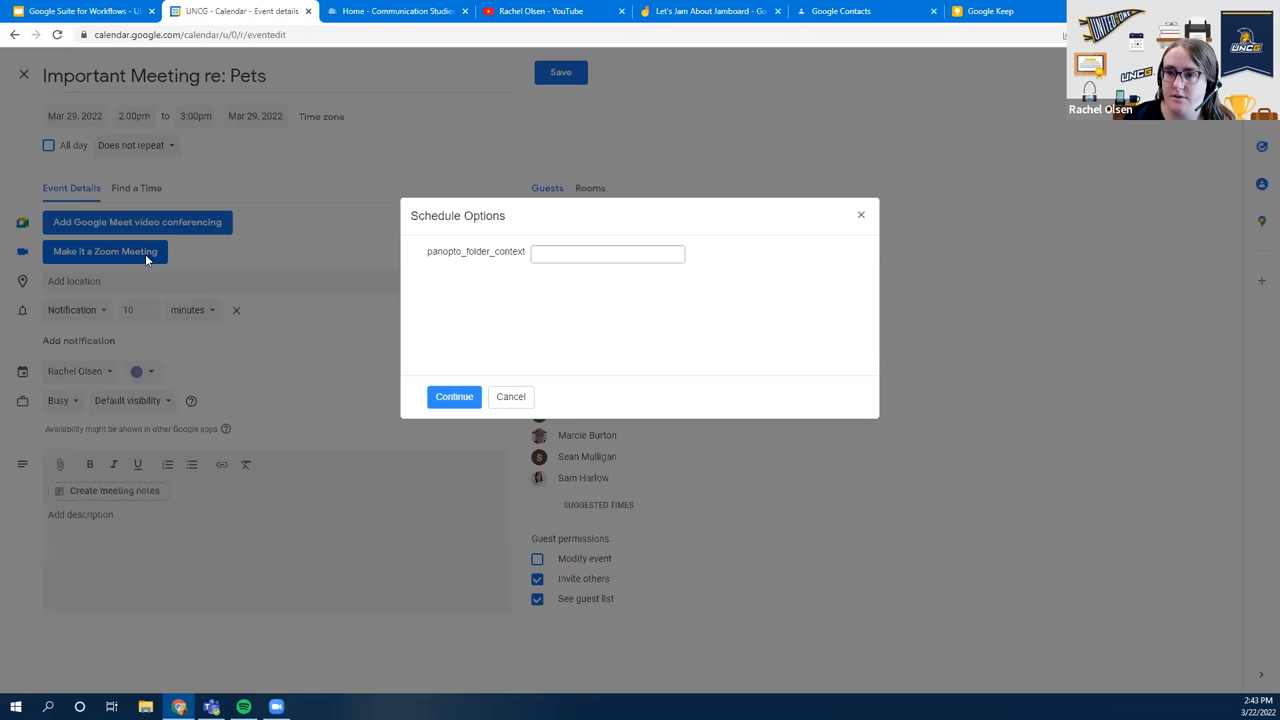 Google Suite for Workflows - U
UNCG - Calendar - Event details
Home - Communication Studies
Rachel Olsen - YouTube
Let's Jam About Jamboard - Go
Google Contacts
Google Keep
calendar.google.com/calendar/u/0/r/eventedit
UNITED@ONE
UNCG
UNCG
Rachel Olsen
Important Meeting re: Pets
Save
Mar 29, 2022 2:00pm to 3:00pm Mar 29, 2022 Time zone
All day Does not repeat
Event Details Find a Time
Guests Rooms
Add Google Meet video conferencing
Make it a Zoom Meeting
Add location
Notification 10 minutes
Add notification
Rachel Olsen
Busy Default visibility
Availability might be shown in other Google apps
B I U
Create meeting notes
Add description
Schedule Options
panopto_folder_context
Continue Cancel
Marcie Burton
S Sean Mulligan
Sam Harlow
SUGGESTED TIMES
Guest permissions
Modify event
Invite others
See guest list
2:43 PM
3/22/2022